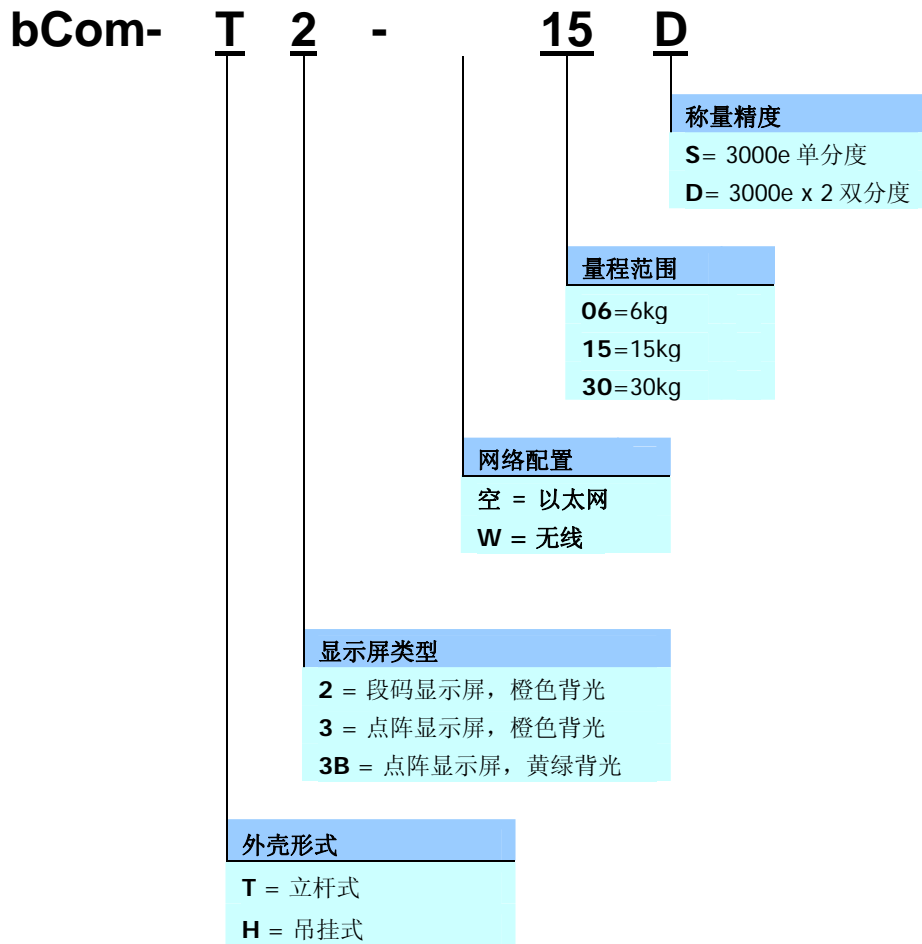 bCom- T 2 - 15 D
称量精度
S= 3000e 单分度
D= 3000e x 2 双分度
量程范围
06=6kg
15=15kg
30=30kg
网络配置
空 = 以太网
W = 无线
显示屏类型
2 = 段码显示屏，橙色背光
3 = 点阵显示屏，橙色背光
3B = 点阵显示屏，黄绿背光
外壳形式
T = 立杆式
H = 吊挂式